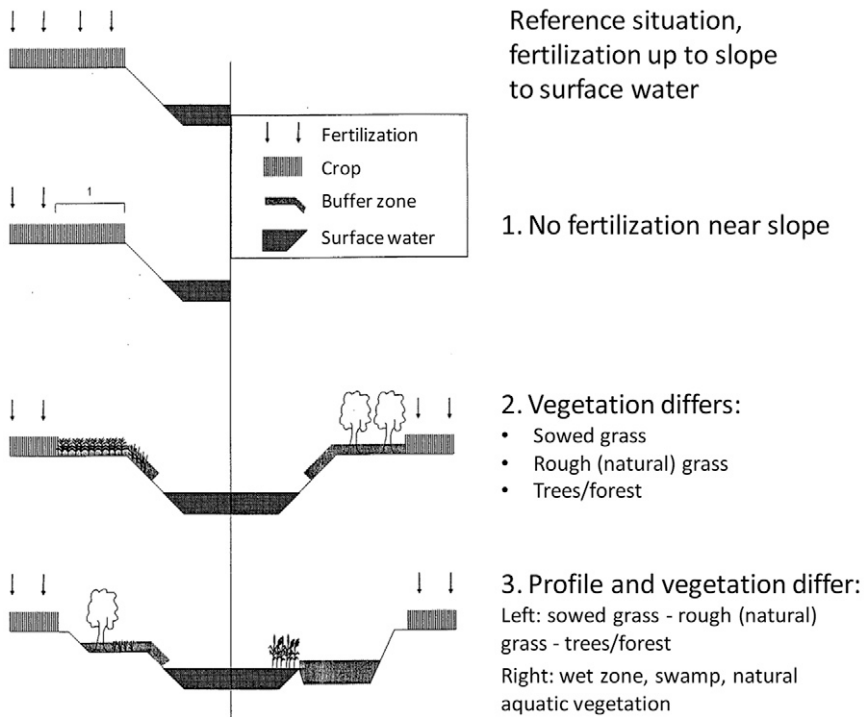 Reference situation,
fertilization up to slope
to surface water
Fertilization
Crop
Buffer zone
Surface water
1
1. No fertilization near slope
2. Vegetation differs:
• Sowed grass
• Rough (natural) grass
• Trees/forest
3. Profile and vegetation differ:
Left: sowed grass - rough (natural)
grass - trees/forest
Right: wet zone, swamp, natural
aquatic vegetation